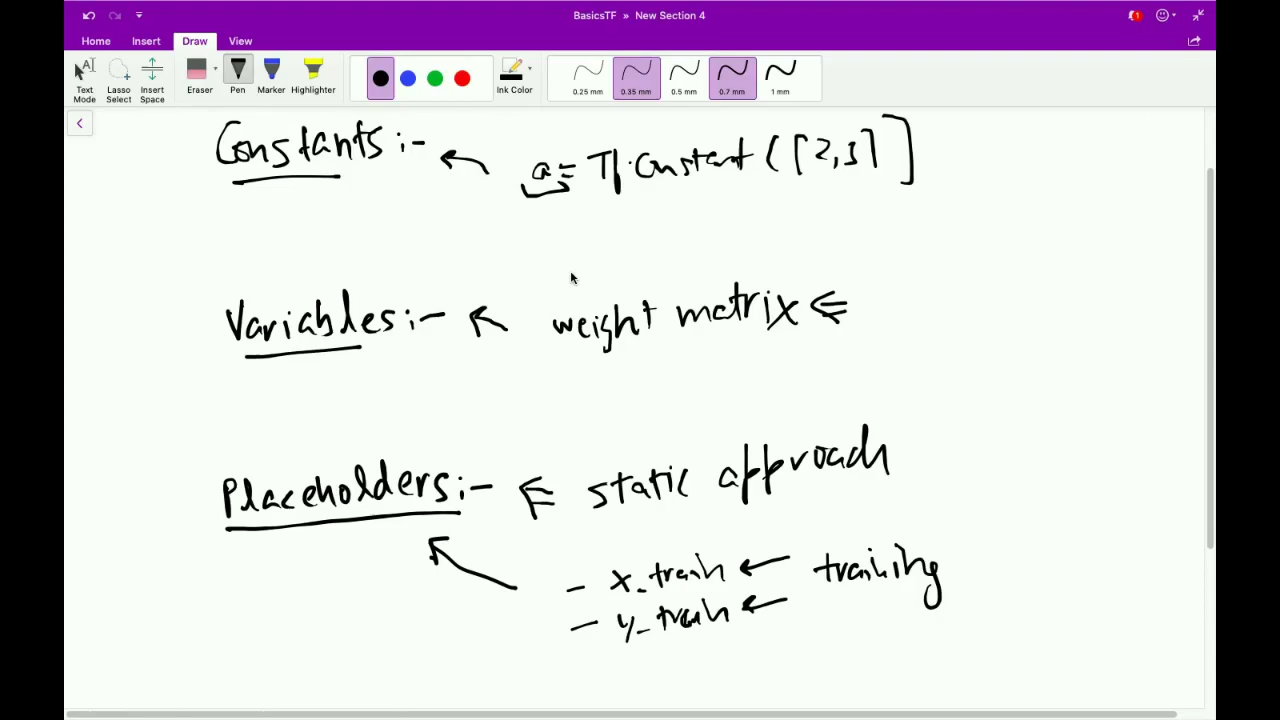 BasicsTF » New Section 4
1
Home Insert Draw View
Text Mode
Lasso Select
Insert Space
Eraser
Pen
Marker
Highlighter
Ink Color
0.25 mm
0.35 mm
0.5 mm
0.7 mm
1 mm
Constants:- a = Tf.Constant ([2,3]]
Variables:- weight matrix
Placeholders:- static approach
- x_train training
- y_train